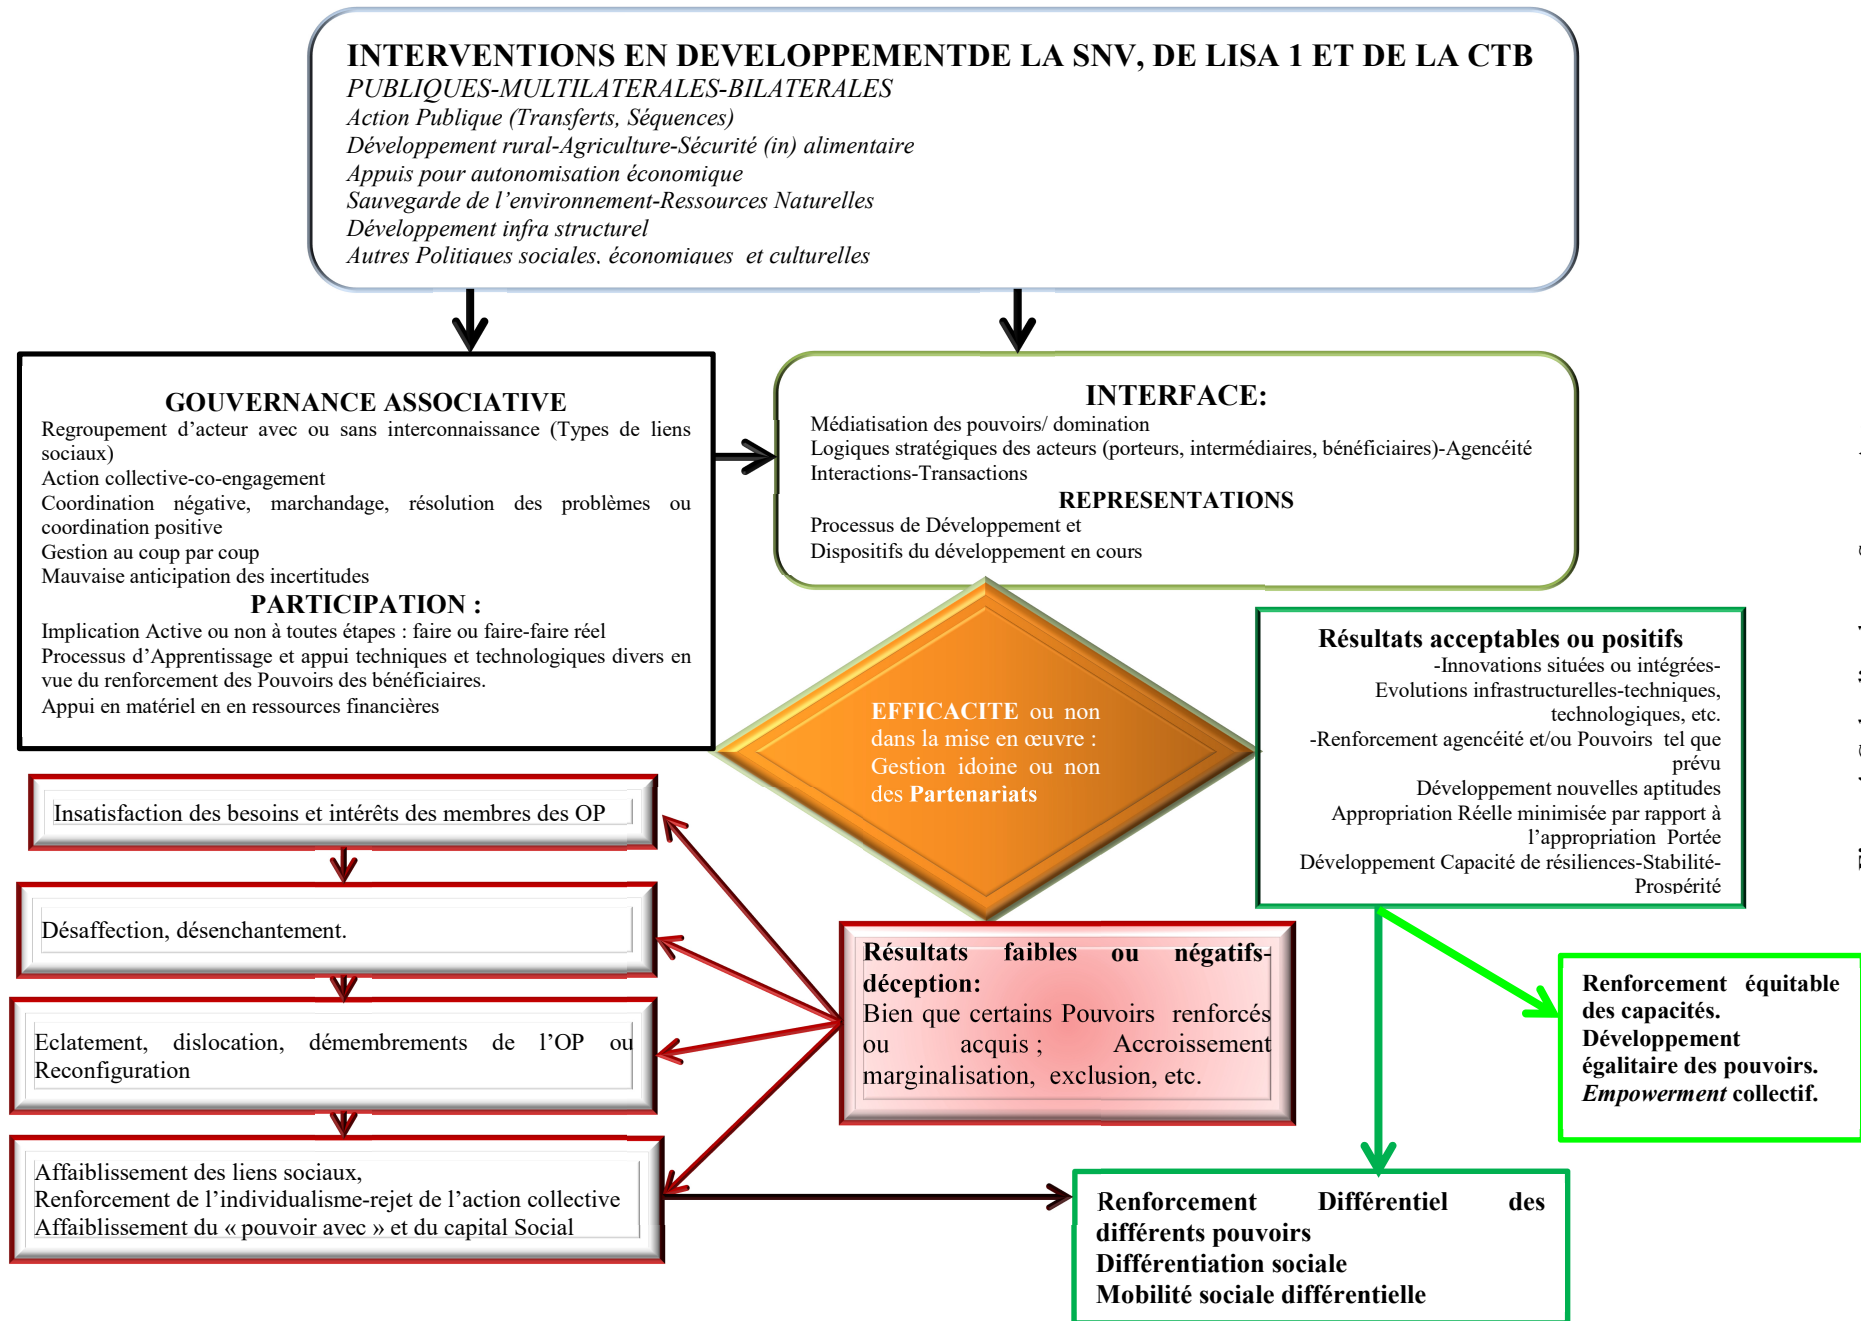 INTERVENTIONS EN DEVELOPPEMENTDE LA SNV, DE LISA 1 ET DE LA CTB
PUBLIQUES-MULTILATERALES-BILATERALES
Action Publique (Transferts, Séquences)
Développement rural-Agriculture-Sécurité (in) alimentaire
Appuis pour autonomisation économique
Sauvegarde de l'environnement-Ressources Naturelles
Développement infra structurel
Autres Politiques sociales, économiques et culturelles
GOUVERNANCE ASSOCIATIVE
Regroupement d'acteur avec ou sans interconnaissance (Types de liens
sociaux)
Action collective-co-engagement
Coordination négative, marchandage, résolution des problèmes ou
coordination positive
Gestion au coup par coup
Mauvaise anticipation des incertitudes
PARTICIPATION :
Implication Active ou non à toutes étapes : faire ou faire-faire réel
Processus d'Apprentissage et appui techniques et technologiques divers en
vue du renforcement des Pouvoirs des bénéficiaires.
Appui en matériel en en ressources financières
INTERFACE:
Médiatisation des pouvoirs/ domination
Logiques stratégiques des acteurs (porteurs, intermédiaires, bénéficiaires)-Agencéité
Interactions-Transactions
REPRESENTATIONS
Processus de Développement et
Dispositifs du développement en cours
EFFICACITE ou non
dans la mise en œuvre :
Gestion idoine ou non
des Partenariats
Résultats acceptables ou positifs
-Innovations situées ou intégrées-
Evolutions infrastructurelles-techniques,
technologiques, etc.
-Renforcement agencéité et/ou Pouvoirs tel que
prévu
Développement nouvelles aptitudes
Appropriation Réelle minimisée par rapport à
l'appropriation Portée
Développement Capacité de résiliences-Stabilité-
Prospérité
Insatisfaction des besoins et intérêts des membres des OP
Désaffection, désenchantement.
Eclatement, dislocation, démembrements de l'OP ou
Reconfiguration
Affaiblissement des liens sociaux,
Renforcement de l'individualisme-rejet de l'action collective
Affaiblissement du « pouvoir avec » et du capital Social
Résultats faibles ou négatifs-
déception:
Bien que certains Pouvoirs renforcés
ou acquis ; Accroissement
marginalisation, exclusion, etc.
Renforcement équitable
des capacités.
Développement
égalitaire des pouvoirs.
Empowerment collectif.
Renforcement Différentiel des
différents pouvoirs
Différentiation sociale
Mobilité sociale différentielle